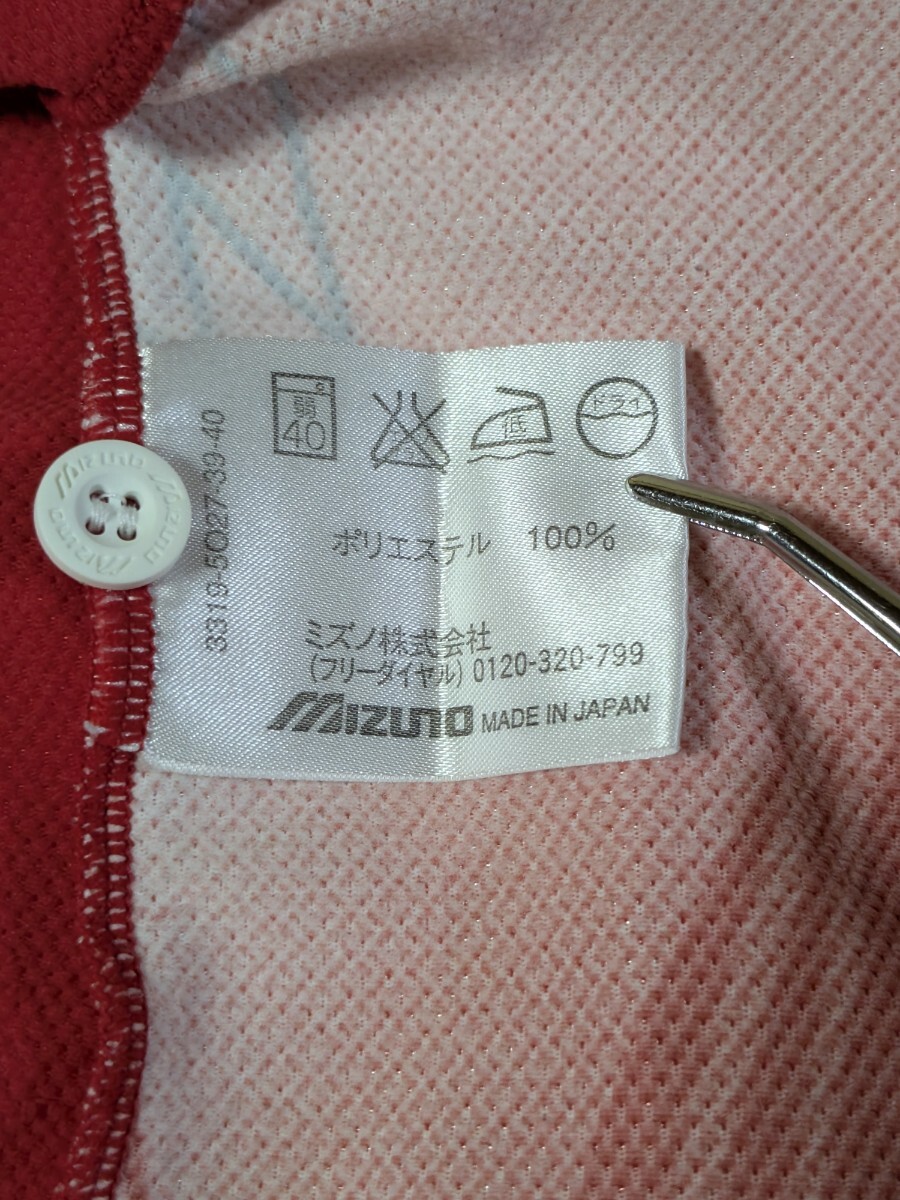 弱
40
低
ドライ
ポリエステル 100%
ミズノ株式会社
(フリーダイヤル) 0120-320-799
MIZUNO MADE IN JAPAN
3319-5027-39-40
MIZUNO
MIZUNO